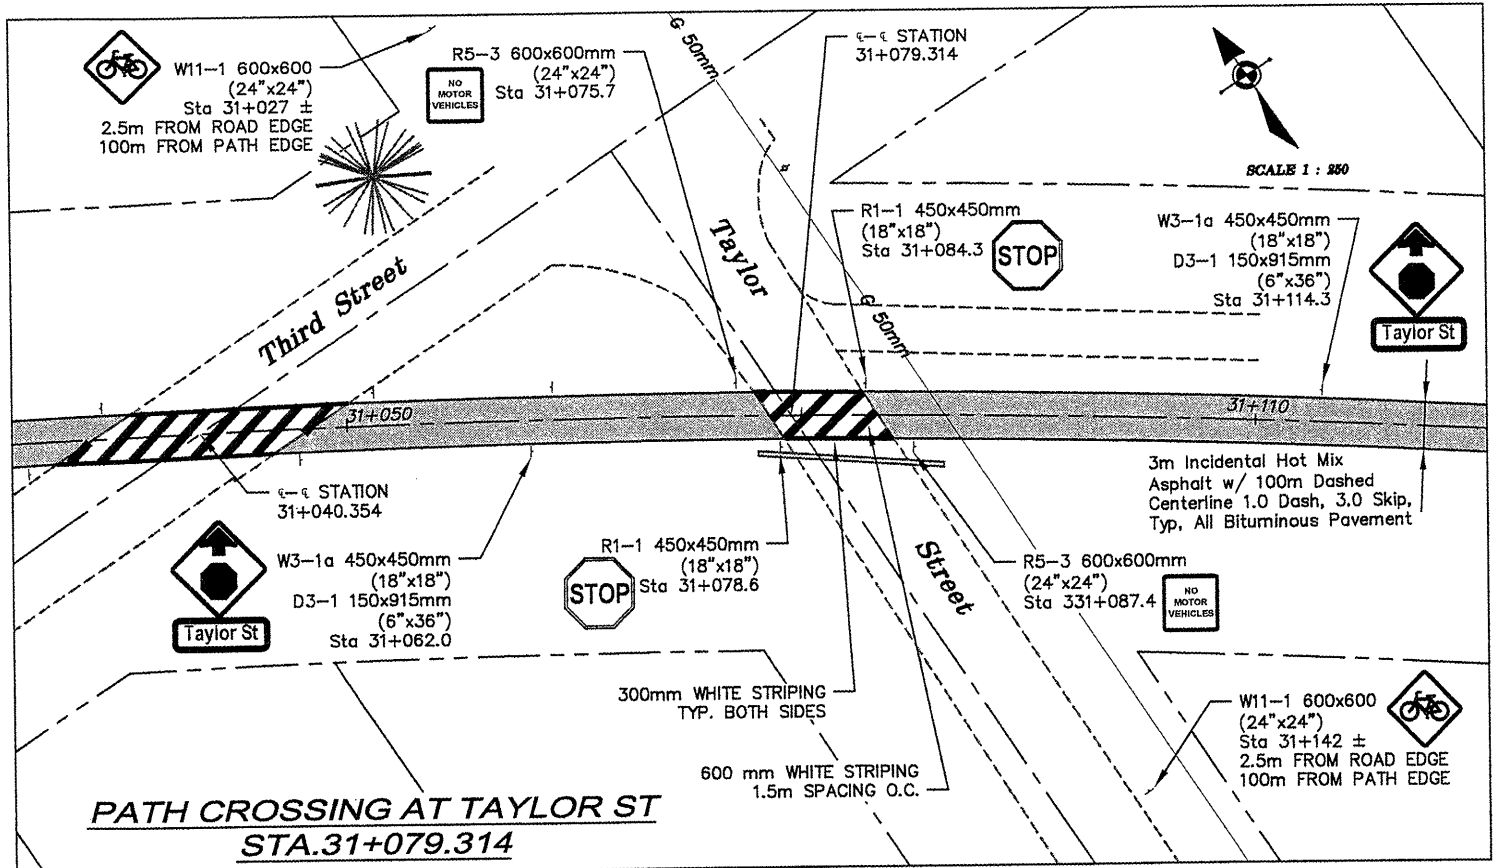 W11-1 600x600
(24"x24")
Sta 31+027 ±
2.5m FROM ROAD EDGE
100m FROM PATH EDGE
R5-3 600x600mm
(24"x24")
Sta 31+075.7
NO
MOTOR
VEHICLES
G 50mm
℄-℄ STATION
31+079.314
SCALE 1 : 250
R1-1 450x450mm
(18"x18")
Sta 31+084.3
STOP
W3-1a 450x450mm
(18"x18")
D3-1 150x915mm
(6"x36")
Sta 31+114.3
Taylor St
Third Street
Taylor
G 50mm
31+050
31+110
3m Incidental Hot Mix
Asphalt w/ 100m Dashed
Centerline 1.0 Dash, 3.0 Skip,
Typ, All Bituminous Pavement
℄-℄ STATION
31+040.354
W3-1a 450x450mm
(18"x18")
D3-1 150x915mm
(6"x36")
Sta 31+062.0
Taylor St
R1-1 450x450mm
(18"x18")
Sta 31+078.6
STOP
Street
R5-3 600x600mm
(24"x24")
Sta 331+087.4
NO
MOTOR
VEHICLES
300mm WHITE STRIPING
TYP. BOTH SIDES
600 mm WHITE STRIPING
1.5m SPACING O.C.
W11-1 600x600
(24"x24")
Sta 31+142 ±
2.5m FROM ROAD EDGE
100m FROM PATH EDGE
PATH CROSSING AT TAYLOR ST
STA.31+079.314